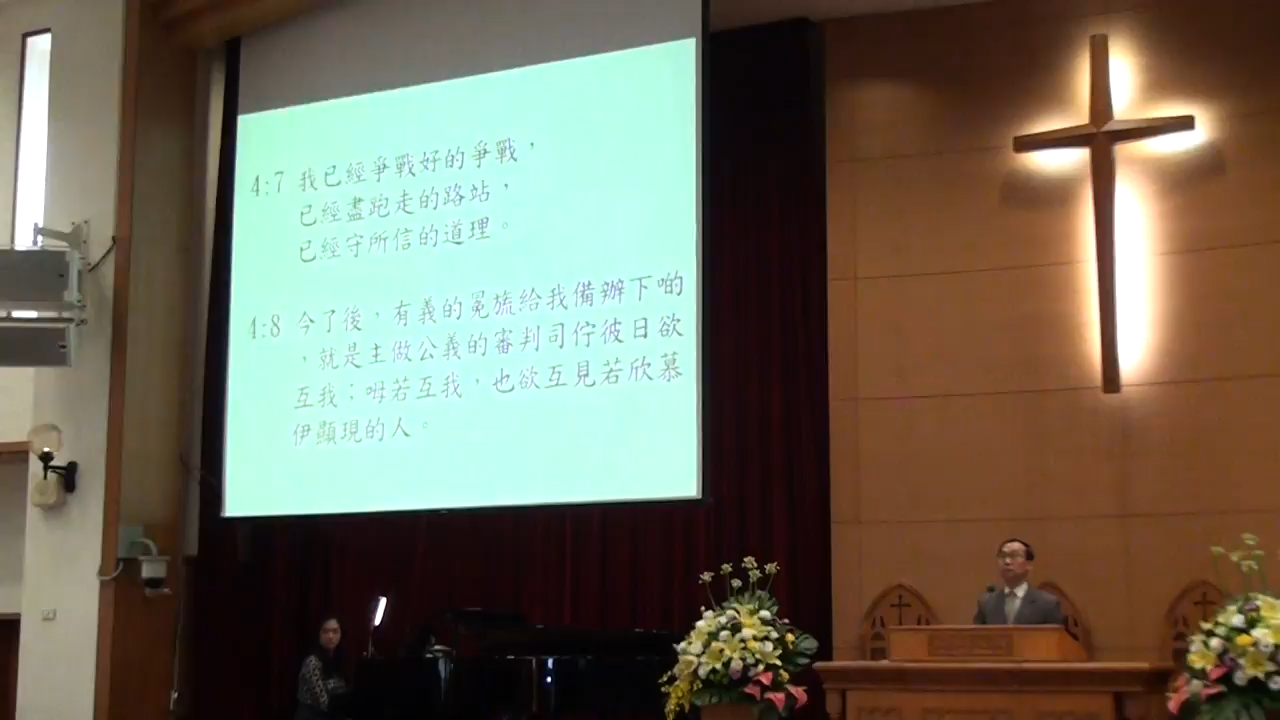 4:7 我已經爭戰好的爭戰，
已經盡跑走的路站，
已經守所信的道理。
4:8 今了後，有義的冕旒給我備辦下啲
，就是主做公義的審判司佇彼日欲
互我；呣若互我，也欲互見若欣慕
伊顯現的人。